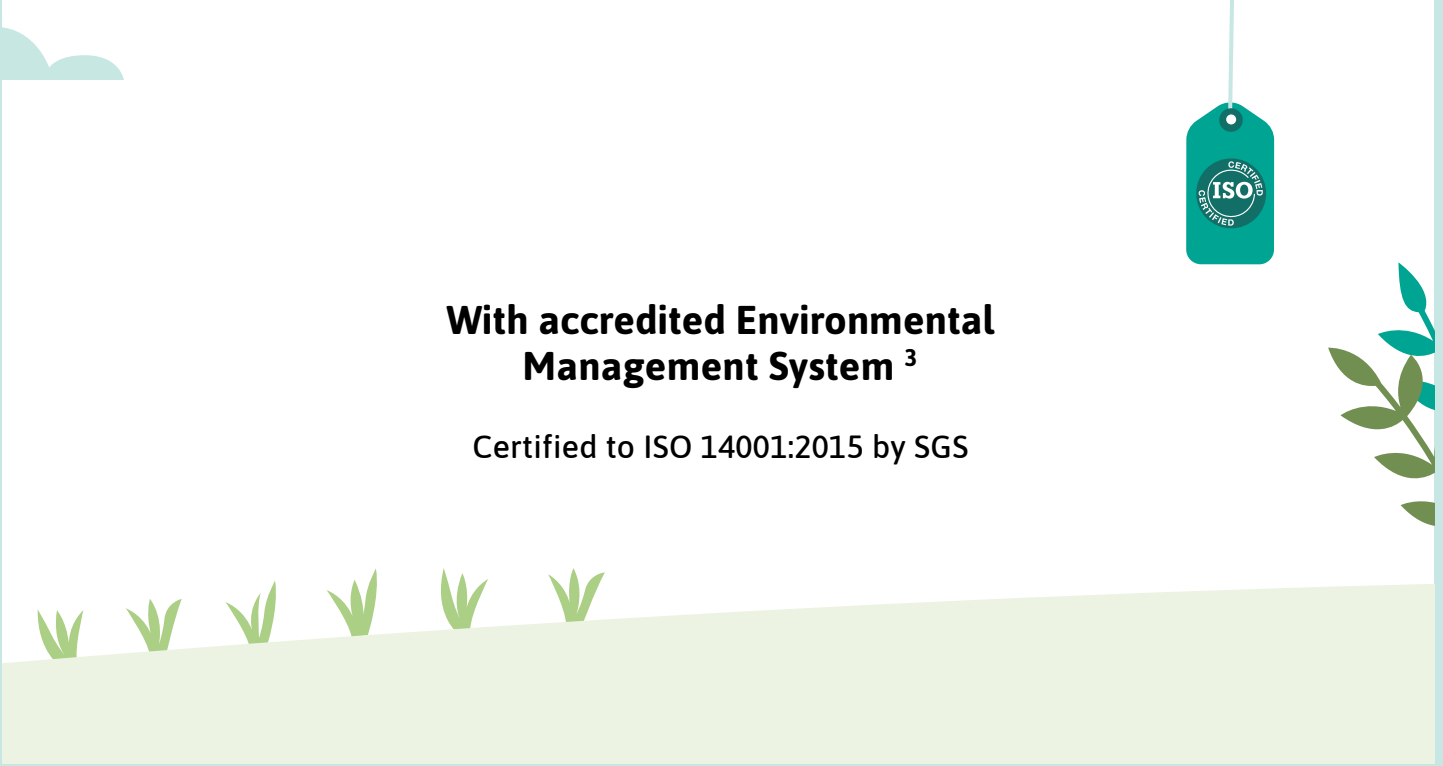 CERTIFIED
ISO
CERTIFIED
With accredited Environmental
Management System ³
Certified to ISO 14001:2015 by SGS